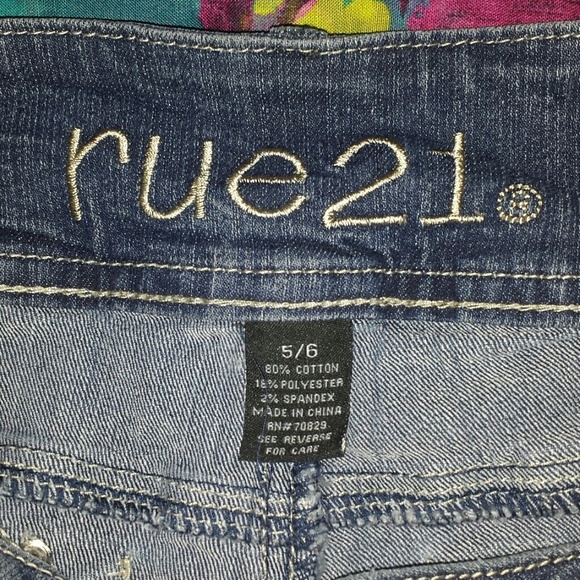 rue21®
5/6
80% COTTON
18% POLYESTER
2% SPANDEX
MADE IN CHINA
RN#70829
SEE REVERSE
FOR CARE